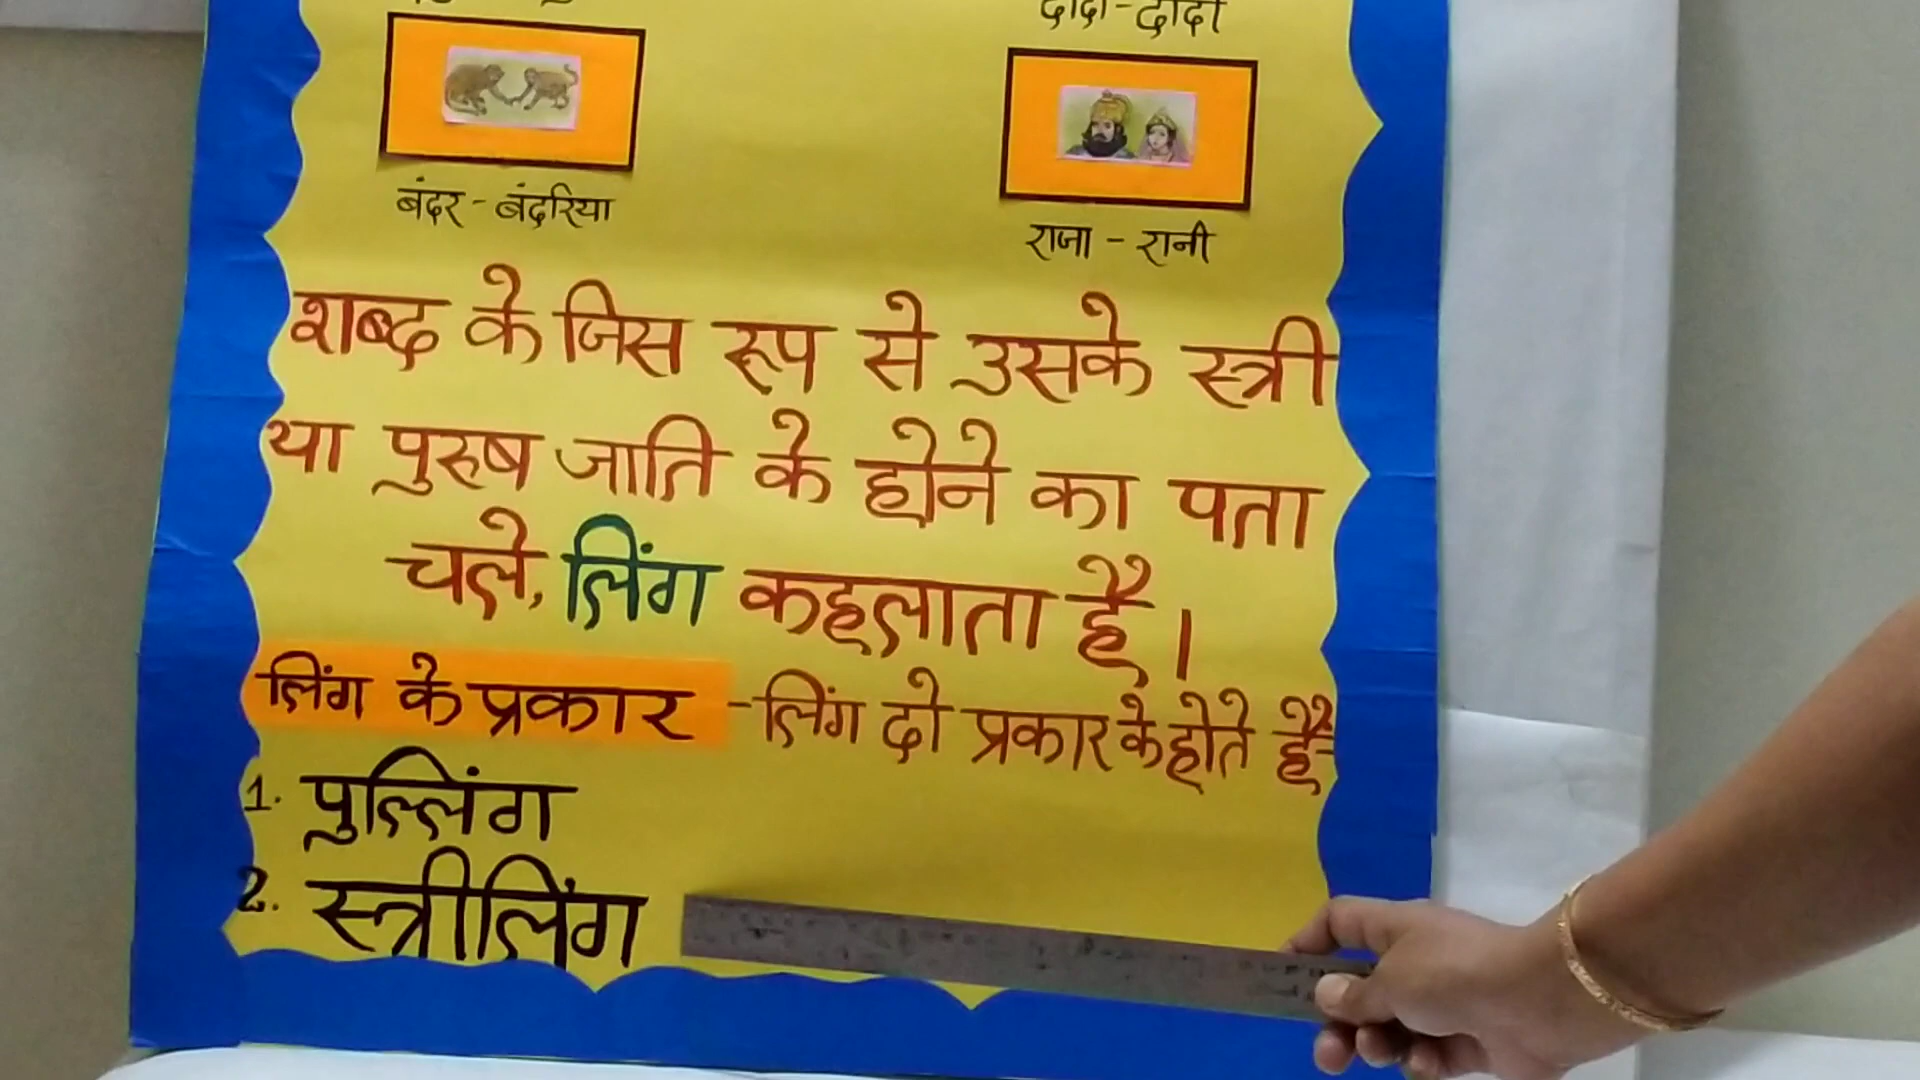 दादा-दादी
बंदर - बंदरिया
राजा - रानी
शब्द के जिस रूप से उसके स्त्री
या पुरुष जाति के होने का पता
चले, लिंग कहलाता है।
लिंग के प्रकार - लिंग दो प्रकार के होते हैं
1. पुल्लिंग
2. स्त्रीलिंग